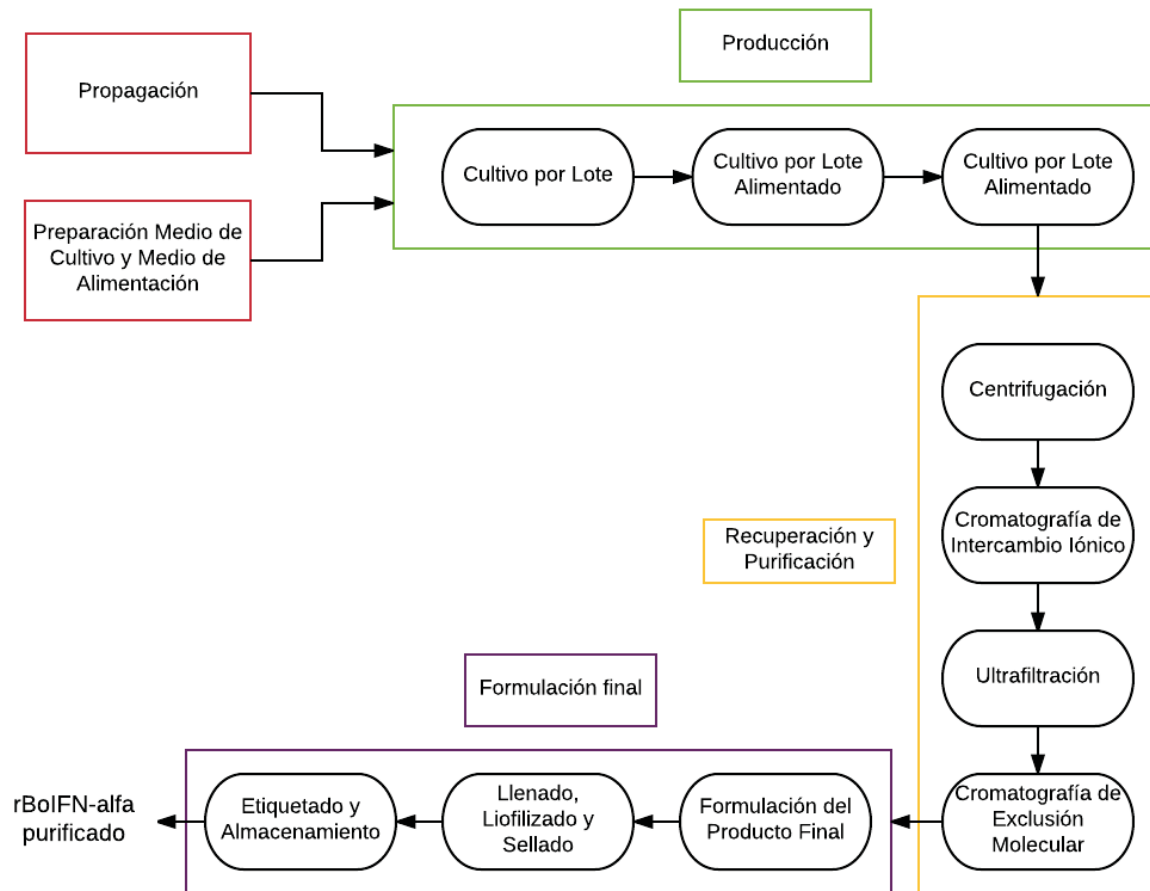 Producción
Propagación
Cultivo por Lote
Cultivo por Lote
Alimentado
Cultivo por Lote
Alimentado
Preparación Medio de
Cultivo y Medio de
Alimentación
Centrifugación
Cromatografía de
Intercambio Iónico
Recuperación y
Purificación
Ultrafiltración
Cromatografía de
Exclusión
Molecular
Formulación final
Formulación del
Producto Final
Llenado,
Liofilizado y
Sellado
Etiquetado y
Almacenamiento
rBoIFN-alfa
purificado